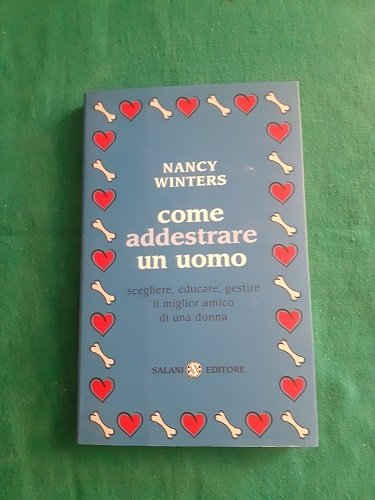 NANCY
WINTERS
come
addestrare
un uomo
scegliere, educare, gestire
il miglior amico
di una donna
SALANI EDITORE